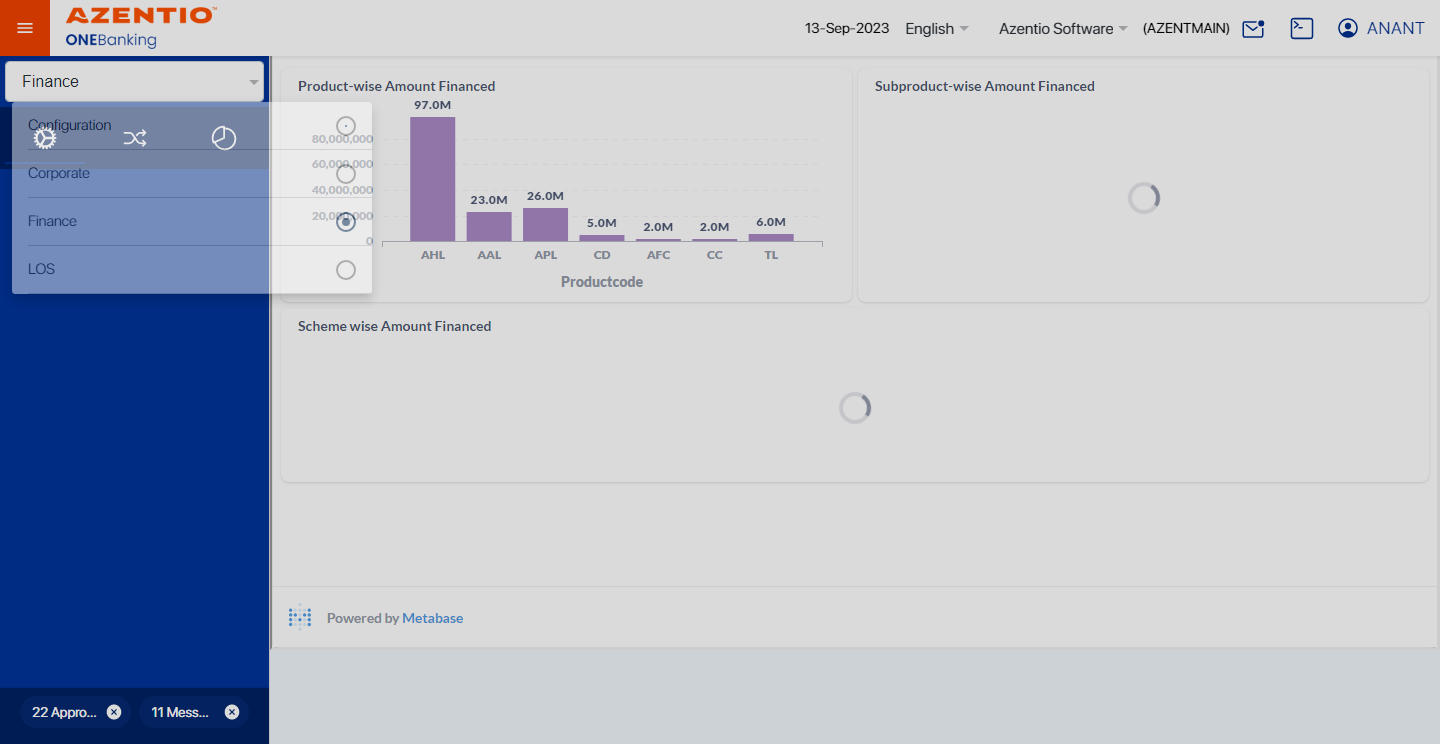 AZENTIO™
ONEBanking
13-Sep-2023 English Azentio Software (AZENTMAIN) ANANT
Finance
Configuration
Corporate
Finance
LOS
Product-wise Amount Financed
97.0M
80,000,000
60,000,000
40,000,000
20,000,000
0
23.0M
26.0M
5.0M
2.0M
2.0M
6.0M
AHL AAL APL CD AFC CC TL
Productcode
Subproduct-wise Amount Financed
Scheme wise Amount Financed
Powered by Metabase
22 Appro... 11 Mess...